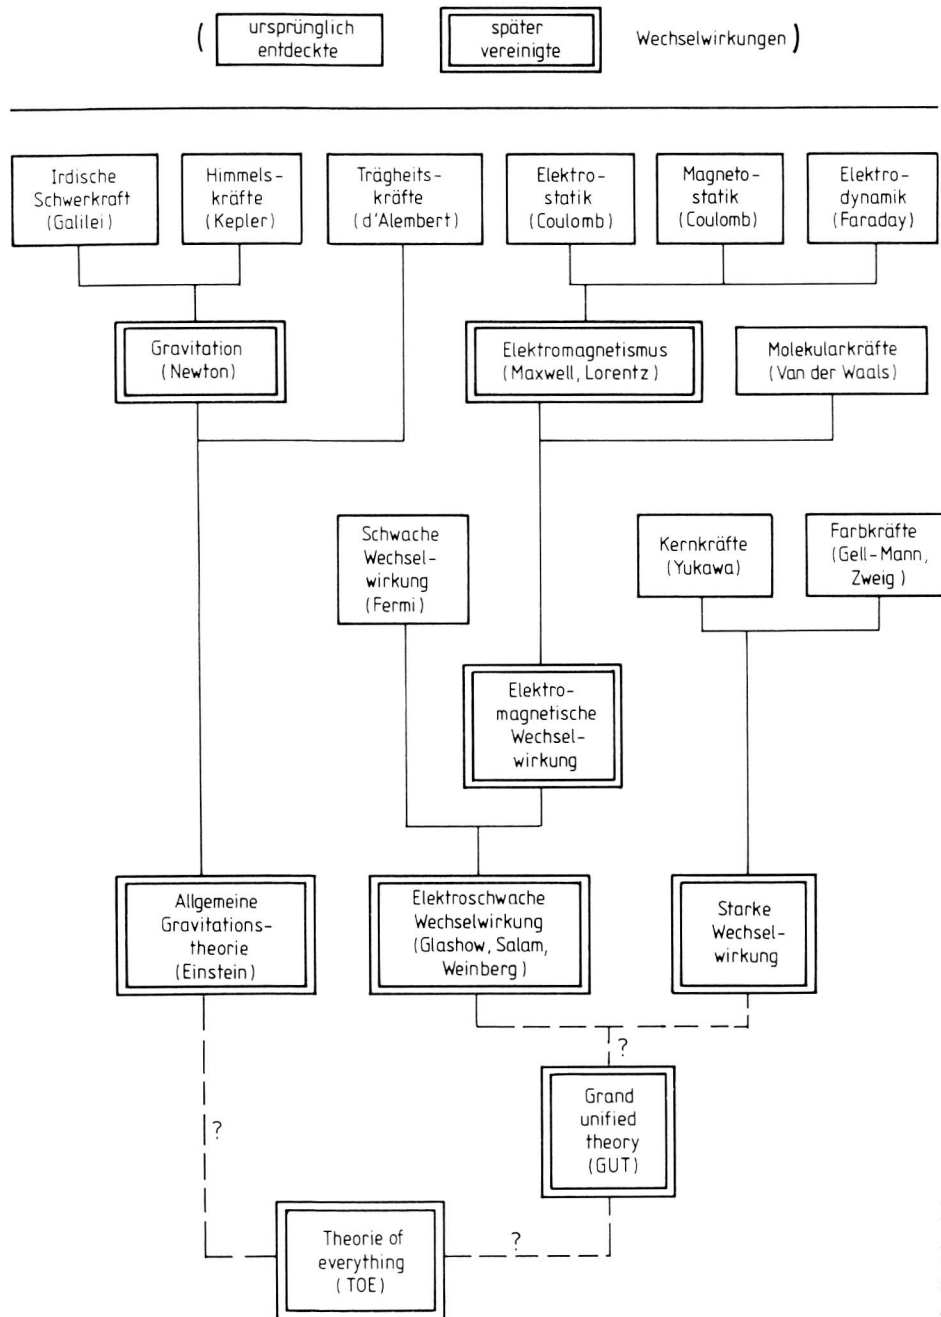 ( ursprünglich
entdeckte
später
vereinigte
Wechselwirkungen )
Irdische
Schwerkraft
(Galilei)
Himmels-
kräfte
(Kepler)
Trägheits-
kräfte
(d'Alembert)
Elektro-
statik
(Coulomb)
Magneto-
statik
(Coulomb)
Elektro-
dynamik
(Faraday)
Gravitation
(Newton)
Elektromagnetismus
(Maxwell, Lorentz)
Molekularkräfte
(Van der Waals)
Schwache
Wechsel-
wirkung
(Fermi)
Kernkräfte
(Yukawa)
Farbkräfte
(Gell-Mann,
Zweig)
Elektro-
magnetische
Wechsel-
wirkung
Allgemeine
Gravitations-
theorie
(Einstein)
Elektroschwache
Wechselwirkung
(Glashow, Salam,
Weinberg)
Starke
Wechsel-
wirkung
?
Grand
unified
theory
(GUT)
?
?
Theorie of
everything
(TOE)